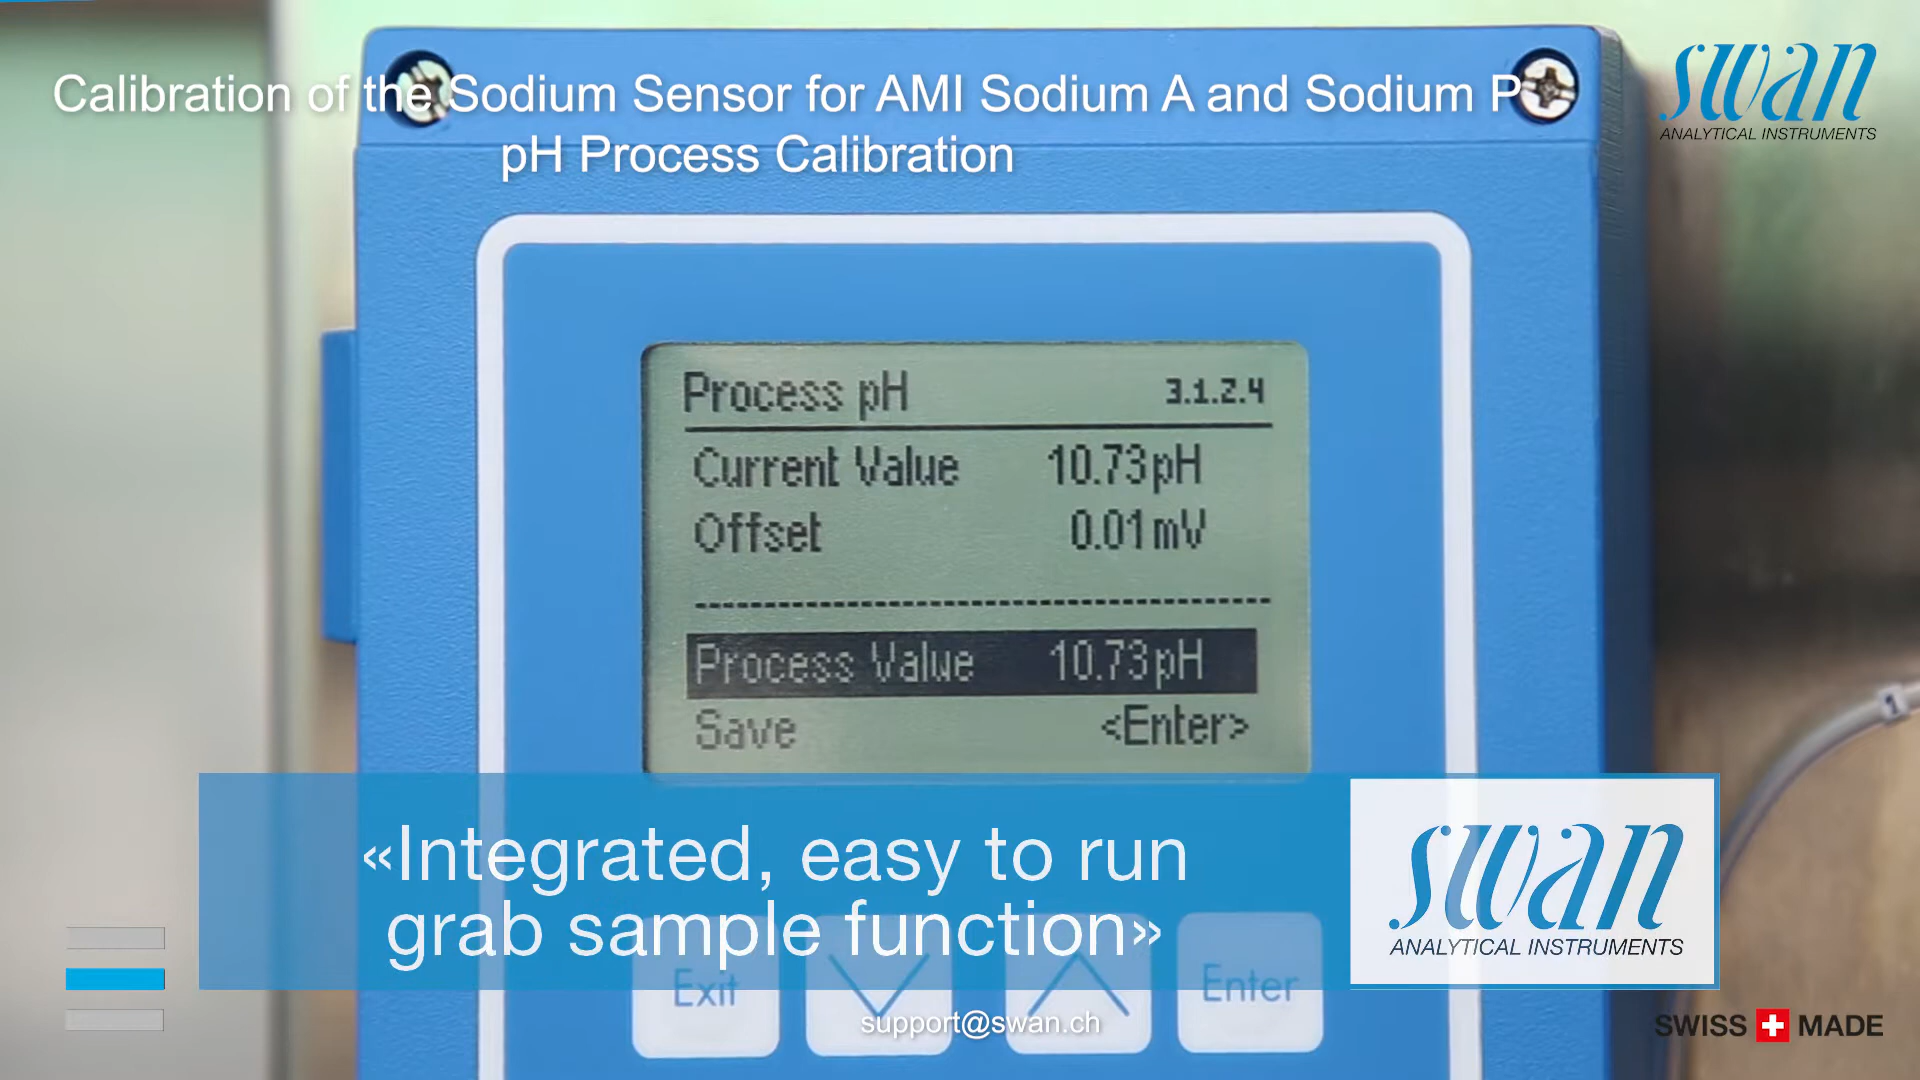 Calibration of the Sodium Sensor for AMI Sodium A and Sodium P
pH Process Calibration
swan
ANALYTICAL INSTRUMENTS
Process pH 3.1.2.4
Current Value 10.73pH
Offset 0.01mV
Process Value 10.73pH
Save <Enter>
«Integrated, easy to run
grab sample function»
swan
ANALYTICAL INSTRUMENTS
Exit Enter
support@swan.ch
SWISS MADE
1